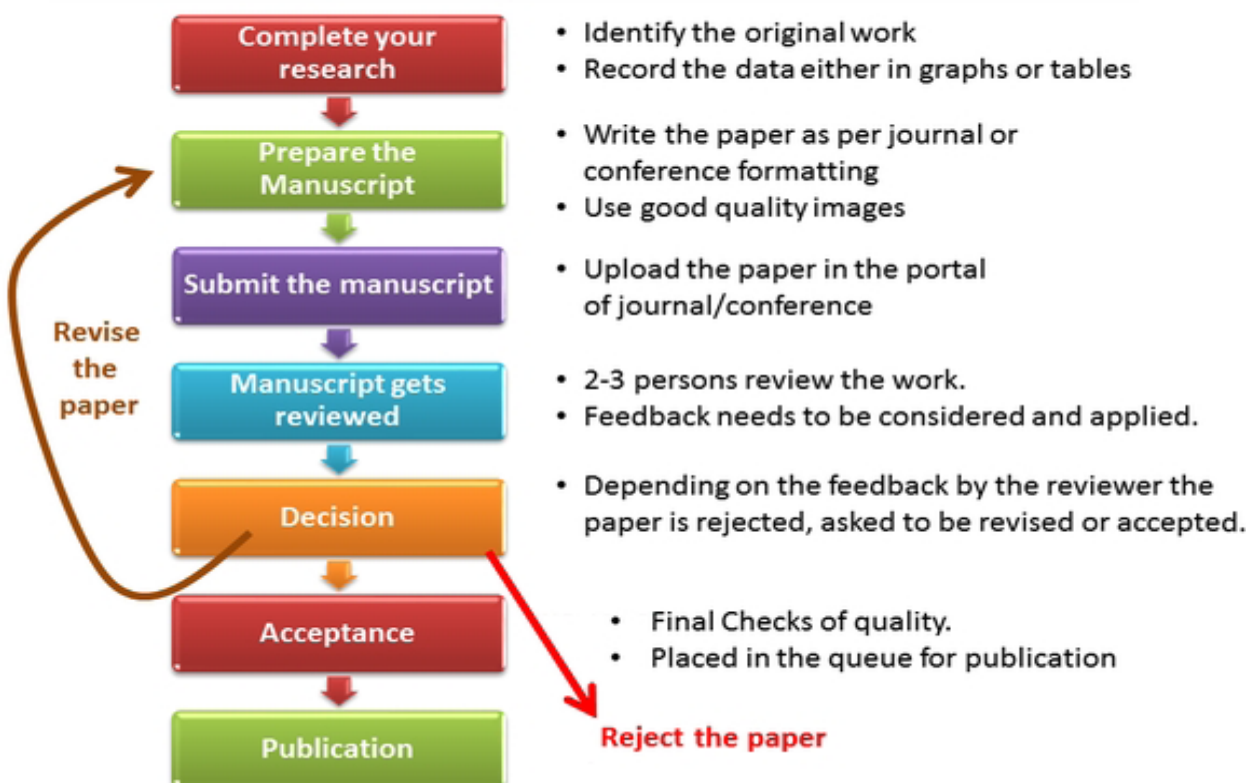 Complete your
research
• Identify the original work
• Record the data either in graphs or tables
Prepare the
Manuscript
• Write the paper as per journal or
conference formatting
• Use good quality images
Submit the manuscript
• Upload the paper in the portal
of journal/conference
Revise
the
paper
Manuscript gets
reviewed
• 2-3 persons review the work.
• Feedback needs to be considered and applied.
Decision
• Depending on the feedback by the reviewer the
paper is rejected, asked to be revised or accepted.
Acceptance
• Final Checks of quality.
• Placed in the queue for publication
Reject the paper
Publication